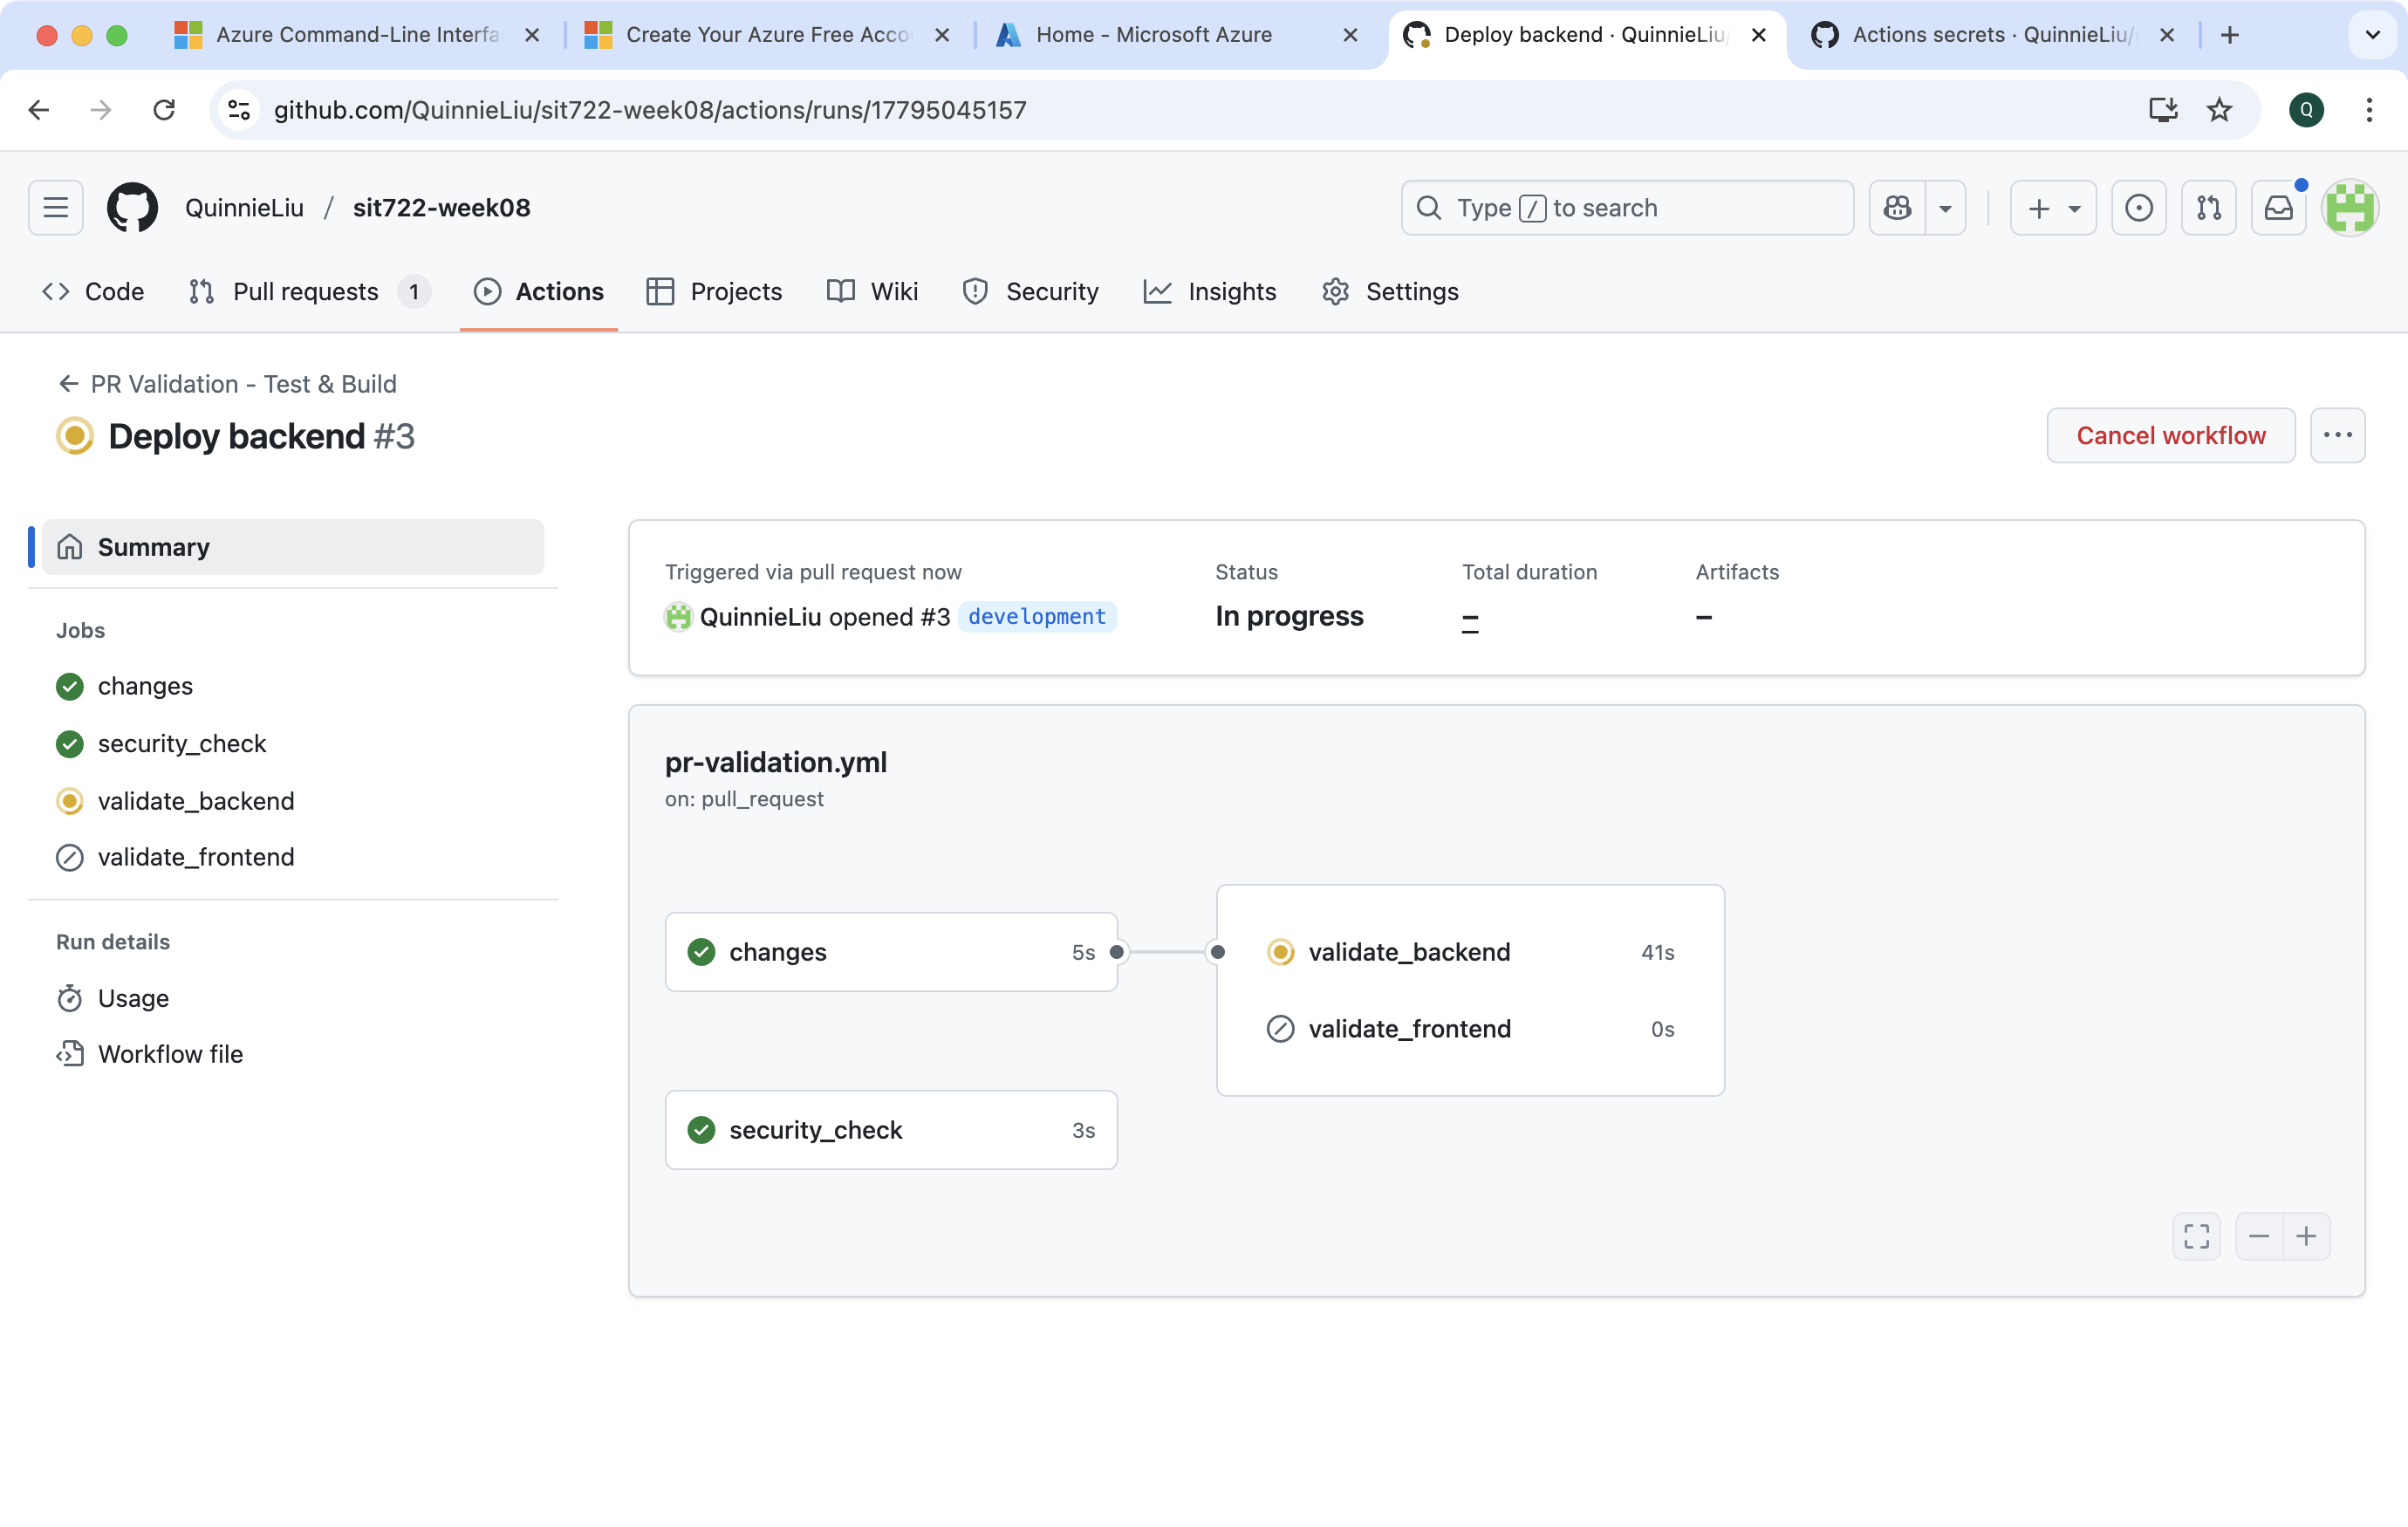 Azure Command-Line Interfa
Create Your Azure Free Acco
Home - Microsoft Azure
Deploy backend · QuinnieLiu/
Actions secrets · QuinnieLiu/
github.com/QuinnieLiu/sit722-week08/actions/runs/17795045157
Q
QuinnieLiu / sit722-week08
Type / to search
Code
Pull requests 1
Actions
Projects
Wiki
Security
Insights
Settings
← PR Validation - Test & Build
Deploy backend #3
Cancel workflow
Summary
Jobs
changes
security_check
validate_backend
validate_frontend
Run details
Usage
Workflow file
Triggered via pull request now
QuinnieLiu opened #3 development
Status
In progress
Total duration
–
Artifacts
–
pr-validation.yml
on: pull_request
changes 5s
validate_backend 41s
validate_frontend 0s
security_check 3s